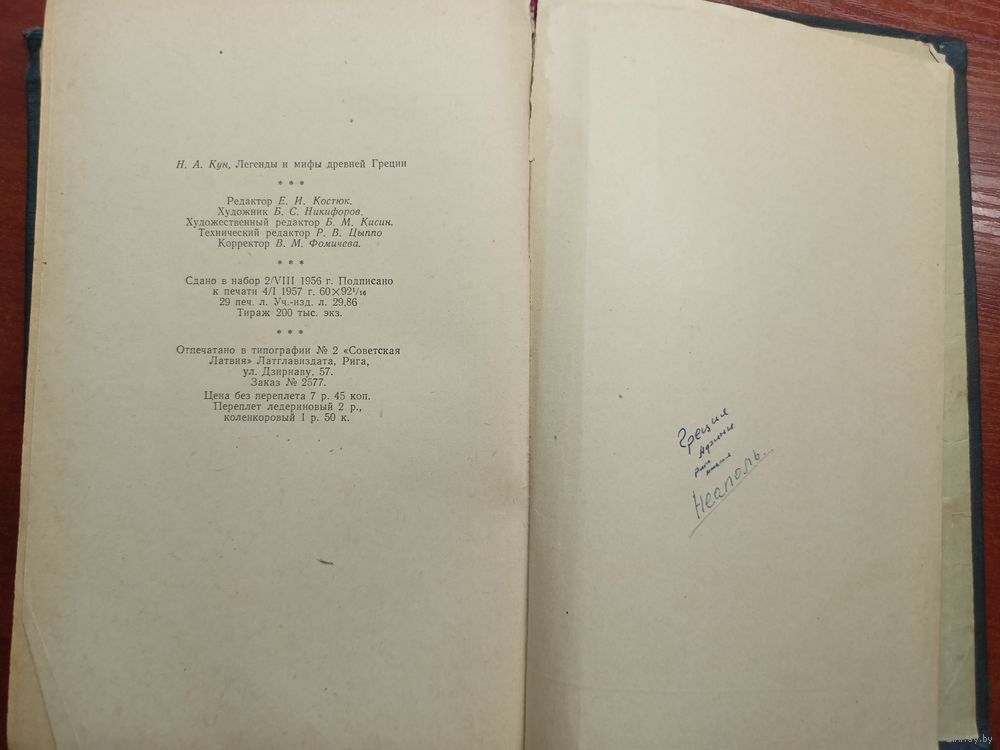 Н. А. Кун, Легенды и мифы древней Греции
* * *
Редактор Е. И. Костюк.
Художник Б. С. Никифоров.
Художественный редактор Б. М. Кисин.
Технический редактор Р. В. Цыппо
Корректор В. М. Фомичева.
* * *
Сдано в набор 2/VIII 1956 г. Подписано
к печати 4/I 1957 г. 60×92¹/₁₆
29 печ. л. Уч.-изд. л. 29,86
Тираж 200 тыс. экз.
* * *
Отпечатано в типографии № 2 «Советская
Латвия» Латглавиздата, Рига,
ул. Дзирнаву, 57.
Заказ № 2577.
Цена без переплета 7 р. 45 коп.
Переплет ледериновый 2 р.,
коленкоровый 1 р. 50 к.
Греция
Афины
Неаполь.